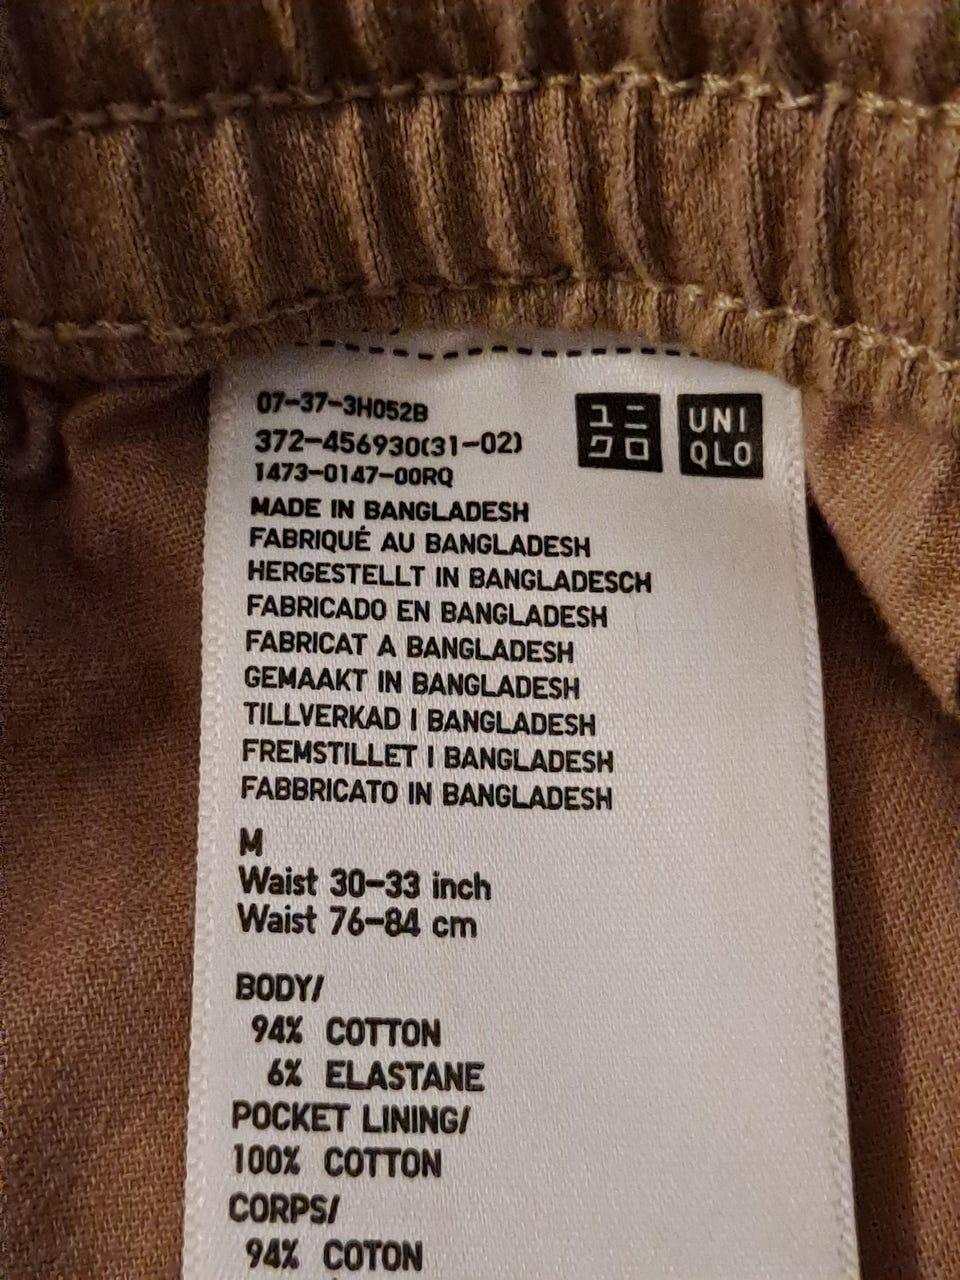 07-37-3H052B
372-456930(31-02)
1473-0147-00RQ
ユニ
クロ
UNI
QLO
MADE IN BANGLADESH
FABRIQUÉ AU BANGLADESH
HERGESTELLT IN BANGLADESCH
FABRICADO EN BANGLADESH
FABRICAT A BANGLADESH
GEMAAKT IN BANGLADESH
TILLVERKAD I BANGLADESH
FREMSTILLET I BANGLADESH
FABBRICATO IN BANGLADESH
M
Waist 30-33 inch
Waist 76-84 cm
BODY/
94% COTTON
6% ELASTANE
POCKET LINING/
100% COTTON
CORPS/
94% COTON